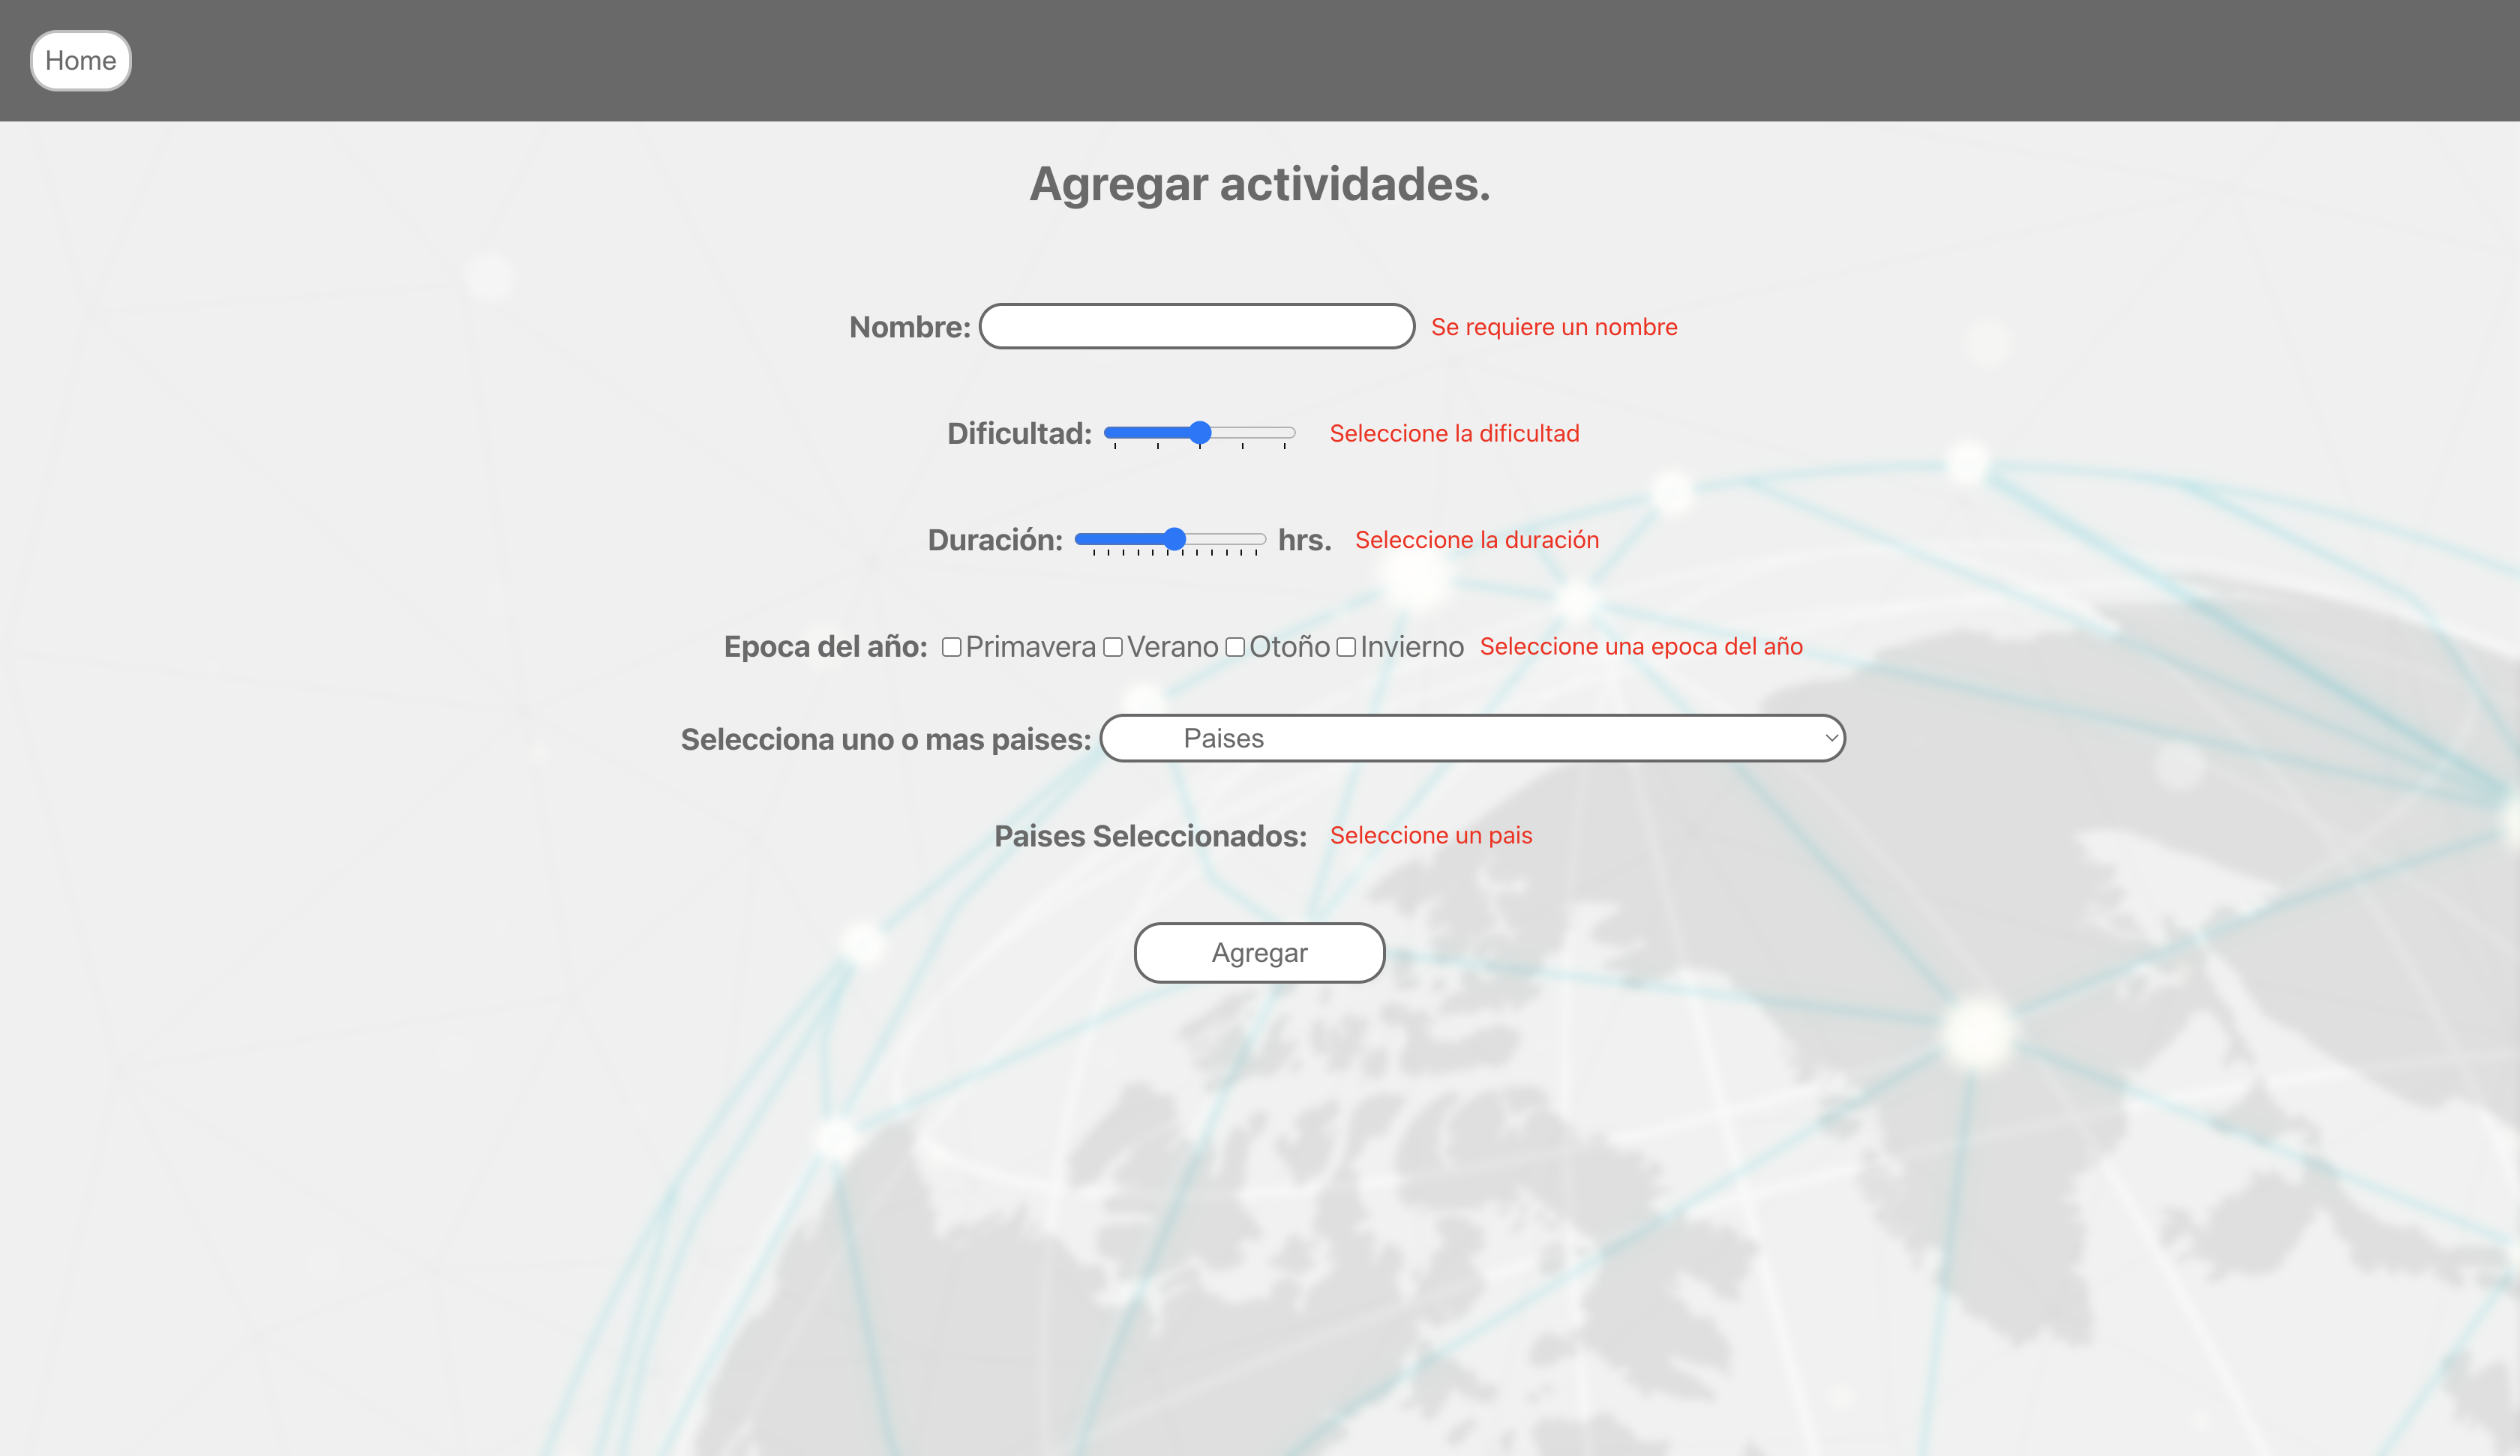 Home
Agregar actividades.
Nombre: Se requiere un nombre
Dificultad: Seleccione la dificultad
Duración: hrs. Seleccione la duración
Epoca del año: Primavera Verano Otoño Invierno Seleccione una epoca del año
Selecciona uno o mas paises: Paises
Paises Seleccionados: Seleccione un pais
Agregar